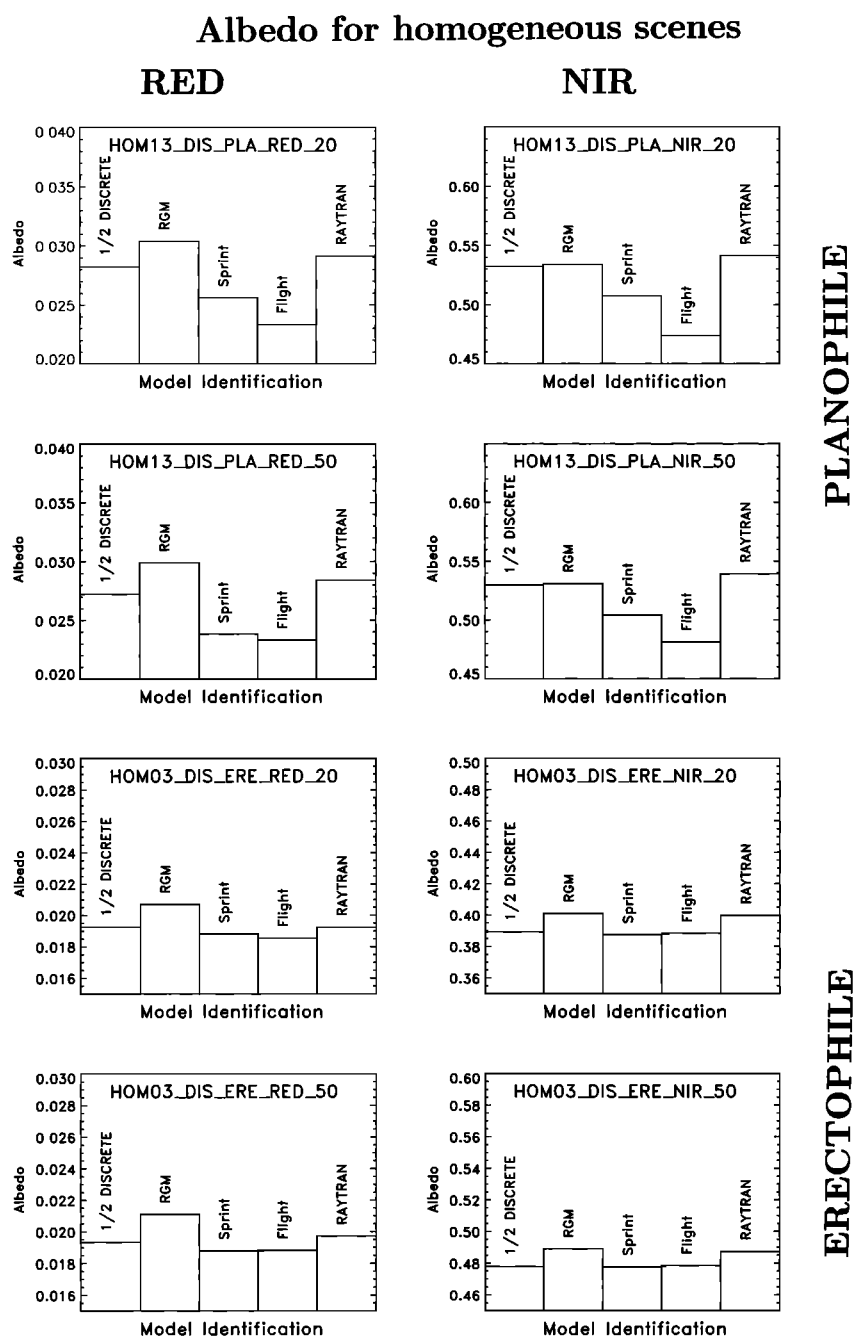 Albedo for homogeneous scenes
RED
NIR
HOM13_DIS_PLA_RED_20
0 040
0 035
0 030
0 025
0.020
Albedo
1/2 DISCRETE
RGM
Sprint
Flight
RAYTRAN
Model Identification
HOM13_DIS_PLA_NIR_20
0.60
0.55
0.50
0.45
Albedo
1/2 DISCRETE
RGM
Sprint
Flight
RAYTRAN
Model Identification
PLANOPHILE
HOM13_DIS_PLA_RED_50
0.040
0.035
0.030
0 025
0.020
Albedo
1/2 DISCRETE
RGM
Sprint
Flight
RAYTRAN
Model Identification
HOM13_DIS_PLA_NIR_50
0.60
0.55
0.50
0.45
Albedo
1/2 DISCRETE
RGM
Sprint
Flight
RAYTRAN
Model Identification
HOM03_DIS_ERE_RED_20
0.030
0.028
0.026
0.024
0.022
0.020
0.018
0.016
Albedo
1/2 DISCRETE
RGM
Sprint
Flight
RAYTRAN
Model Identification
HOM03_DIS_ERE_NIR_20
0.50
0.48
0.46
0.44
0.42
0.40
0.38
0.36
Albedo
1/2 DISCRETE
RGM
Sprint
Flight
RAYTRAN
Model Identification
ERECTOPHILE
HOM03_DIS_ERE_RED_50
0.030
0.028
0.026
0.024
0.022
0.020
0.018
0.016
Albedo
1/2 DISCRETE
RGM
Sprint
Flight
RAYTRAN
Model Identification
HOM03_DIS_ERE_NIR_50
0.60
0.58
0.56
0.54
0.52
0.50
0.48
0.46
Albedo
1/2 DISCRETE
RGM
Sprint
Flight
RAYTRAN
Model Identification